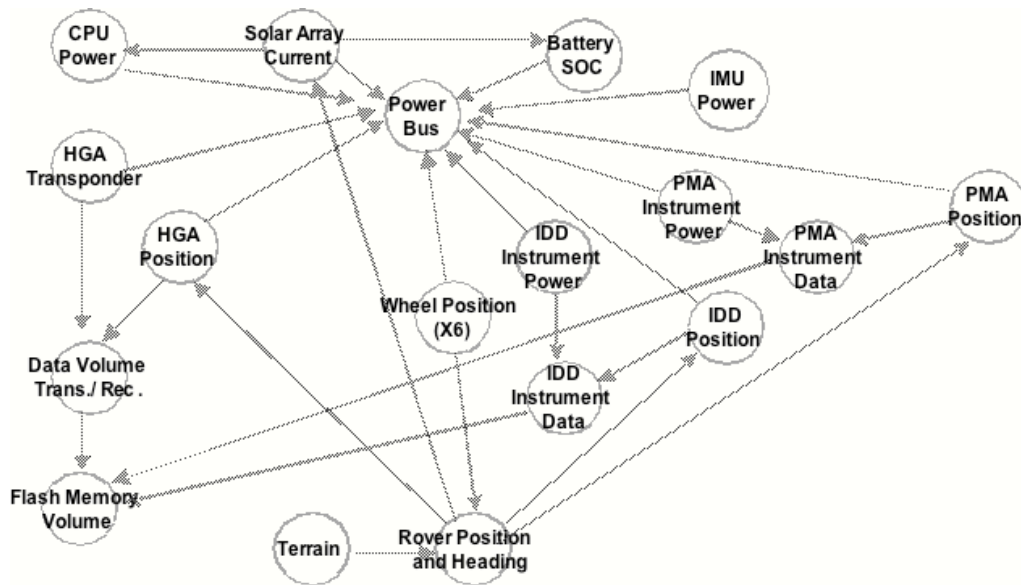 CPU
Power
Solar Array
Current
Battery
SOC
IMU
Power
Power
Bus
HGA
Transponder
PMA
Instrument
Power
PMA
Position
HGA
Position
IDD
Instrument
Power
PMA
Instrument
Data
Wheel Position
(X6)
IDD
Position
Data Volume
Trans./ Rec .
IDD
Instrument
Data
Flash Memory
Volume
Terrain
Rover Position
and Heading